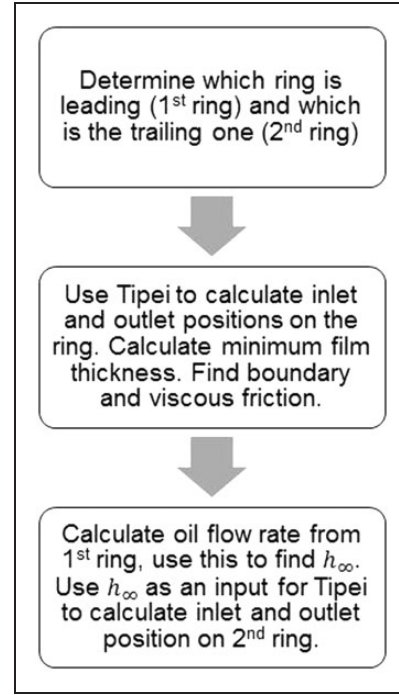 Determine which ring is
leading (1st ring) and which
is the trailing one (2nd ring)
Use Tipei to calculate inlet
and outlet positions on the
ring. Calculate minimum film
thickness. Find boundary
and viscous friction.
Calculate oil flow rate from
1st ring, use this to find h∞.
Use h∞ as an input for Tipei
to calculate inlet and outlet
position on 2nd ring.